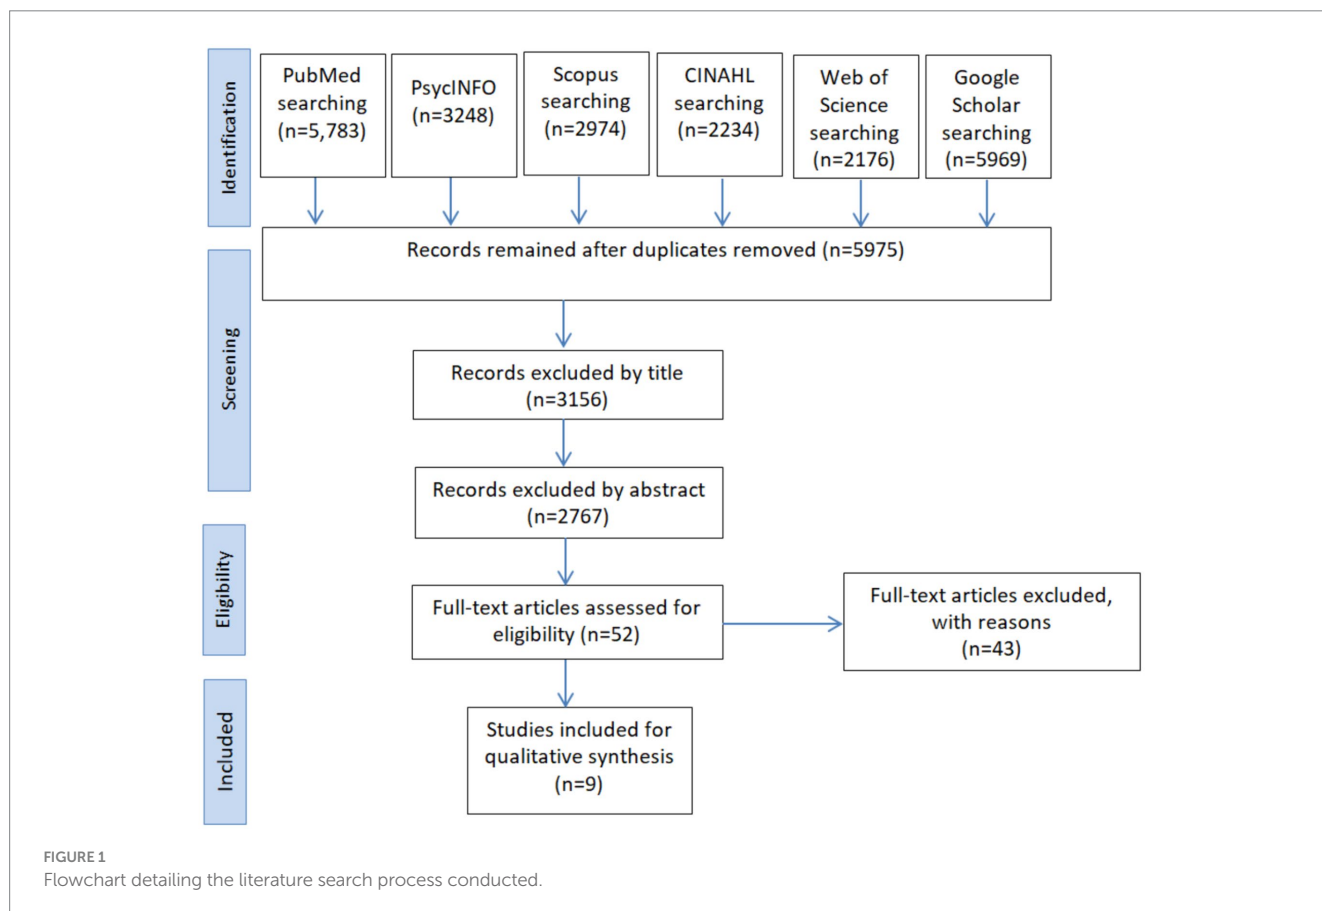 Identification
PubMed
searching
(n=5,783)
PsycINFO
(n=3248)
Scopus
searching
(n=2974)
CINAHL
searching
(n=2234)
Web of
Science
searching
(n=2176)
Google
Scholar
searching
(n=5969)
Screening
Records remained after duplicates removed (n=5975)
Records excluded by title
(n=3156)
Records excluded by abstract
(n=2767)
Eligibility
Full-text articles assessed for
eligibility (n=52)
Full-text articles excluded,
with reasons
(n=43)
Included
Studies included for
qualitative synthesis
(n=9)
FIGURE 1
Flowchart detailing the literature search process conducted.